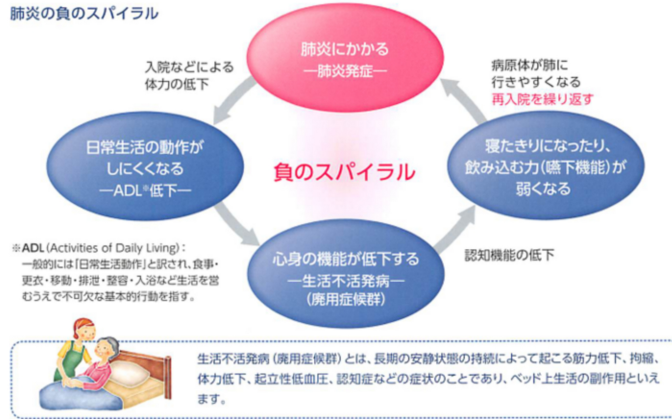 肺炎の負のスパイラル
肺炎にかかる
―肺炎発症―
入院などによる
体力の低下
病原体が肺に
行きやすくなる
再入院を繰り返す
日常生活の動作が
しにくくなる
―ADL※低下―
負のスパイラル
寝たきりになったり、
飲み込む力(嚥下機能)が
弱くなる
心身の機能が低下する
―生活不活発病―
(廃用症候群)
認知機能の低下
※ADL(Activities of Daily Living):
一般的には「日常生活動作」と訳され、食事・
更衣・移動・排泄・整容・入浴など生活を営
むうえで不可欠な基本的行動を指す。
生活不活発病(廃用症候群)とは、長期の安静状態の持続によって起こる筋力低下、拘縮、
体力低下、起立性低血圧、認知症などの症状のことであり、ベッド上生活の副作用といえ
ます。